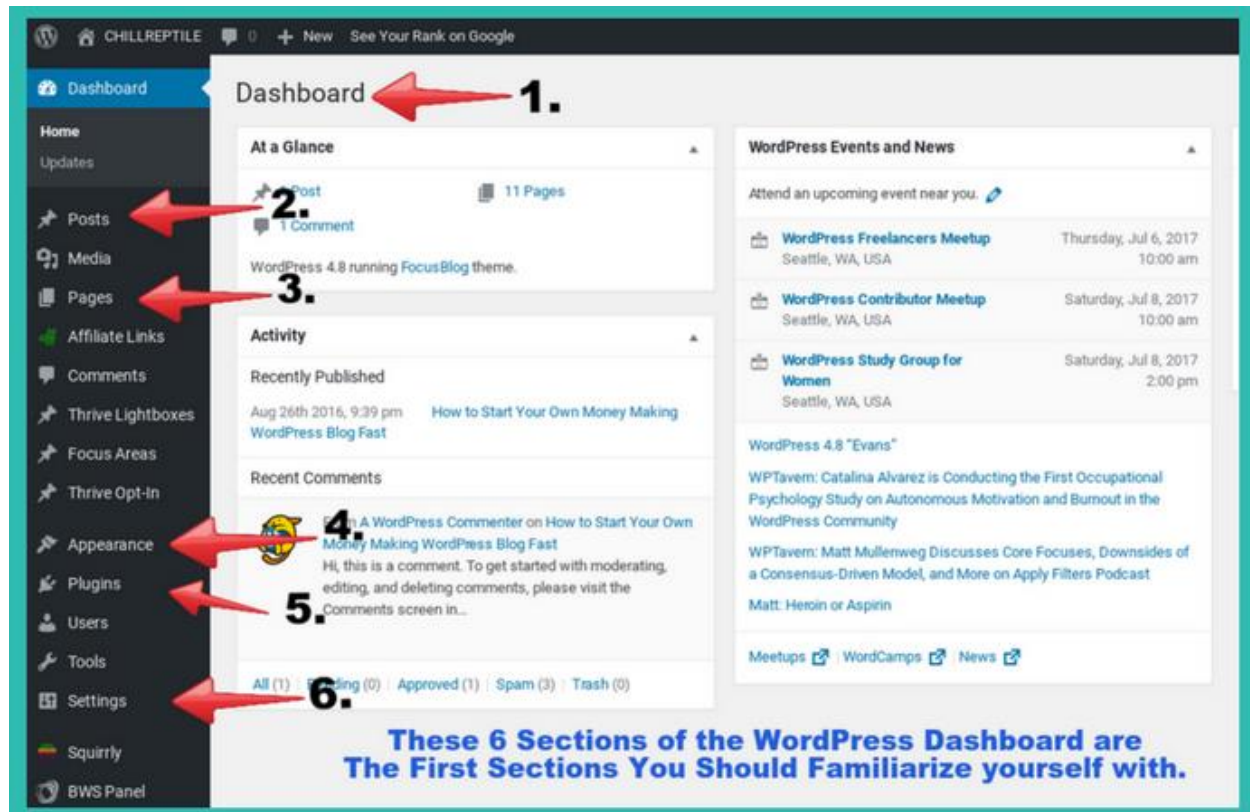 CHILLREPTILE 0 + New See Your Rank on Google
Dashboard
Home
Updates
Posts
Media
Pages
Affiliate Links
Comments
Thrive Lightboxes
Focus Areas
Thrive Opt-In
Appearance
Plugins
Users
Tools
Settings
Squirrly
BWS Panel
Dashboard
1.
2.
3.
4.
5.
6.
At a Glance
Post
11 Pages
1 Comment
WordPress 4.8 running FocusBlog theme.
Activity
Recently Published
Aug 26th 2016, 9:39 pm How to Start Your Own Money Making
WordPress Blog Fast
Recent Comments
A WordPress Commenter on How to Start Your Own
Money Making WordPress Blog Fast
Hi, this is a comment. To get started with moderating,
editing, and deleting comments, please visit the
Comments screen in…
All (1) | (0) | Approved (1) | Spam (3) | Trash (0)
WordPress Events and News
Attend an upcoming event near you.
WordPress Freelancers Meetup Thursday, Jul 6, 2017
Seattle, WA, USA 10:00 am
WordPress Contributor Meetup Saturday, Jul 8, 2017
Seattle, WA, USA 10:00 am
WordPress Study Group for Saturday, Jul 8, 2017
Women 2:00 pm
Seattle, WA, USA
WordPress 4.8 "Evans"
WPTavern: Catalina Alvarez is Conducting the First Occupational
Psychology Study on Autonomous Motivation and Burnout in the
WordPress Community
WPTavern: Matt Mullenweg Discusses Core Focuses, Downsides of
a Consensus-Driven Model, and More on Apply Filters Podcast
Matt: Heroin or Aspirin
Meetups | WordCamps | News
These 6 Sections of the WordPress Dashboard are
The First Sections You Should Familiarize yourself with.